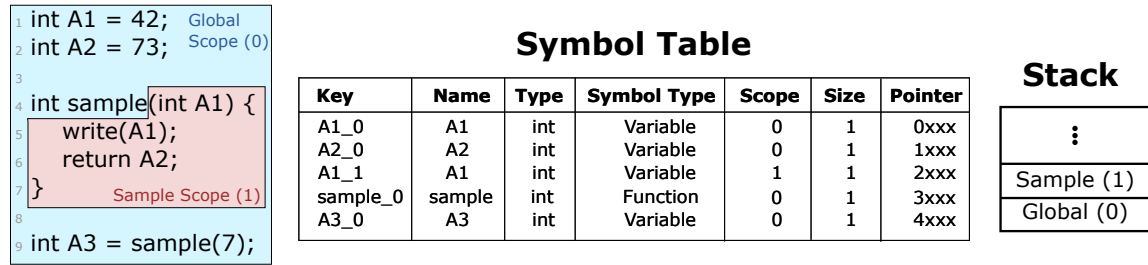 1 int A1 = 42; Global
2 int A2 = 73; Scope (0)
3
4 int sample(int A1) {
5 write(A1);
6 return A2;
7 } Sample Scope (1)
8
9 int A3 = sample(7);
Symbol Table
Key Name Type Symbol Type Scope Size Pointer
A1_0 A1 int Variable 0 1 0xxx
A2_0 A2 int Variable 0 1 1xxx
A1_1 A1 int Variable 1 1 2xxx
sample_0 sample int Function 0 1 3xxx
A3_0 A3 int Variable 0 1 4xxx
Stack
⋮
Sample (1)
Global (0)